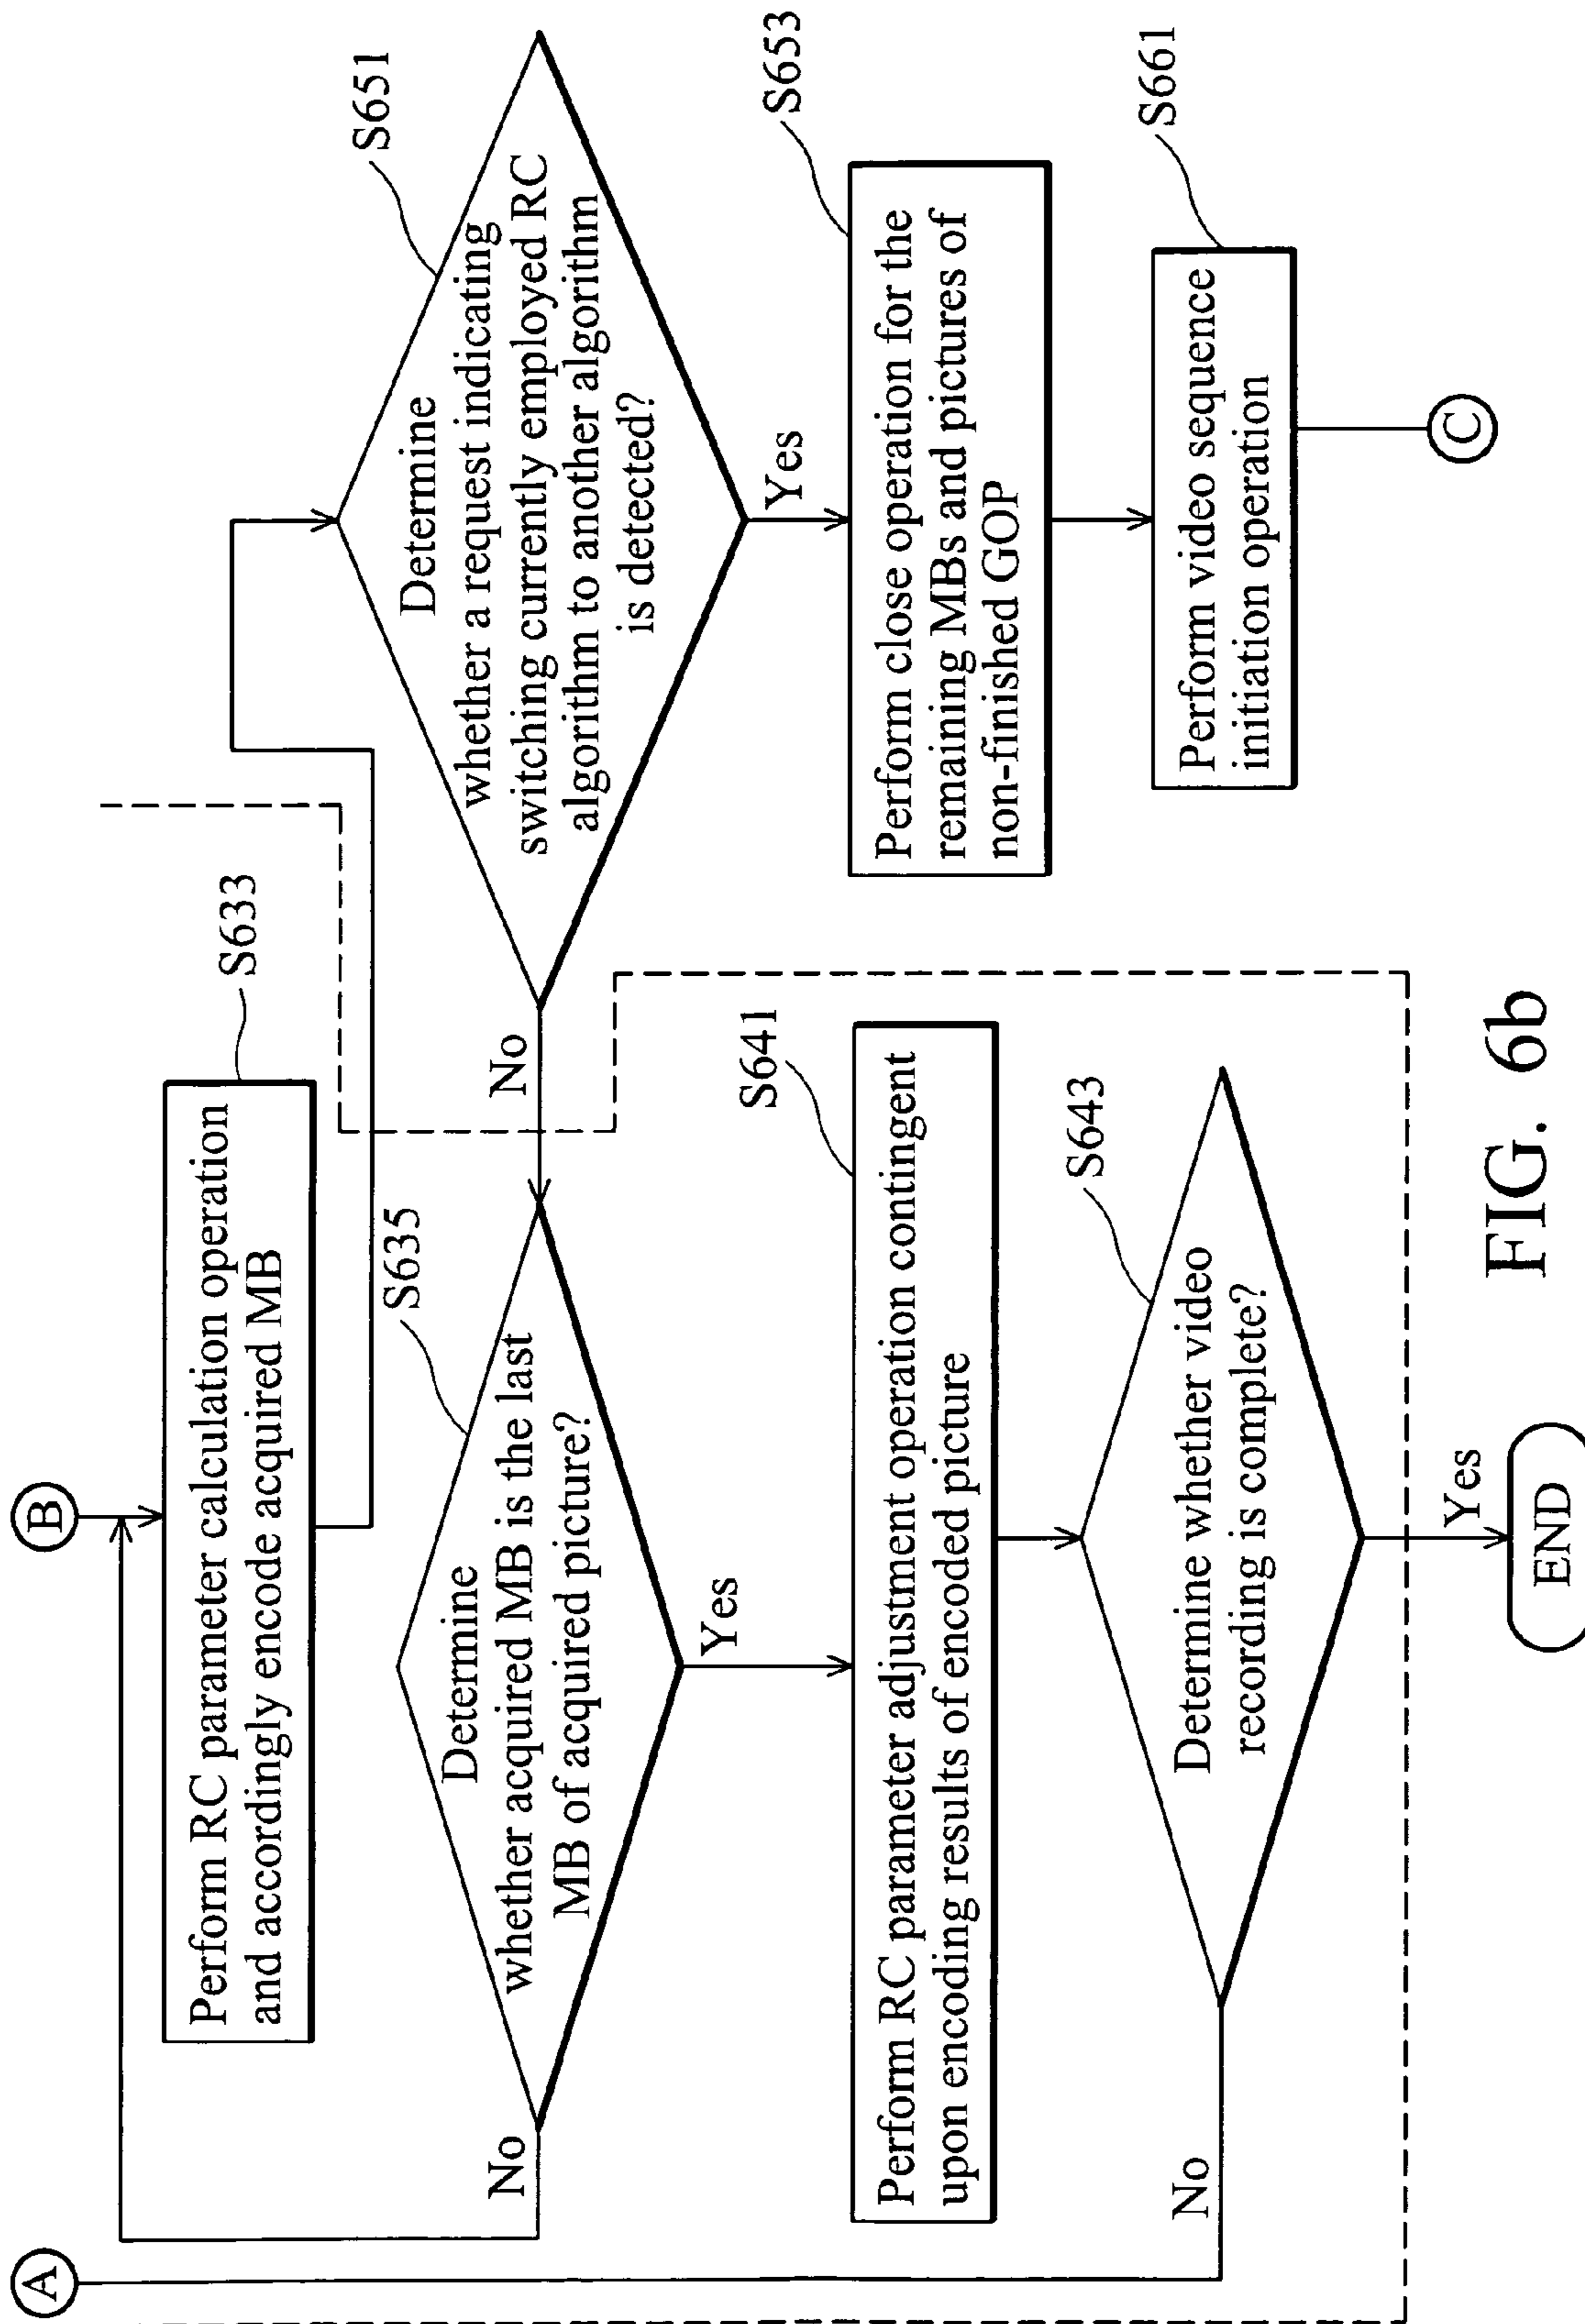 A
B
Perform RC parameter calculation operation
and accordingly encode acquired MB
S633
Determine
whether acquired MB is the last
MB of acquired picture?
S635
No
Yes
Perform RC parameter adjustment operation contingent
upon encoding results of encoded picture
S641
Determine whether video
recording is complete?
S643
No
Yes
END
Determine
whether a request indicating
switching currently employed RC
algorithm to another algorithm
is detected?
S651
No
Yes
Perform close operation for the
remaining MBs and pictures of
non-finished GOP
S653
Perform video sequence
initiation operation
S661
C
FIG. 6b